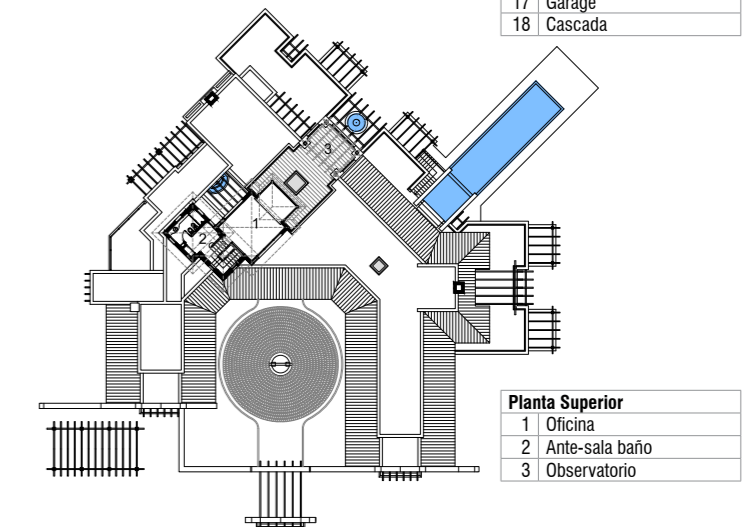 17 Garage
18 Cascada
3
1
2
Planta Superior
1 Oficina
2 Ante-sala baño
3 Observatorio